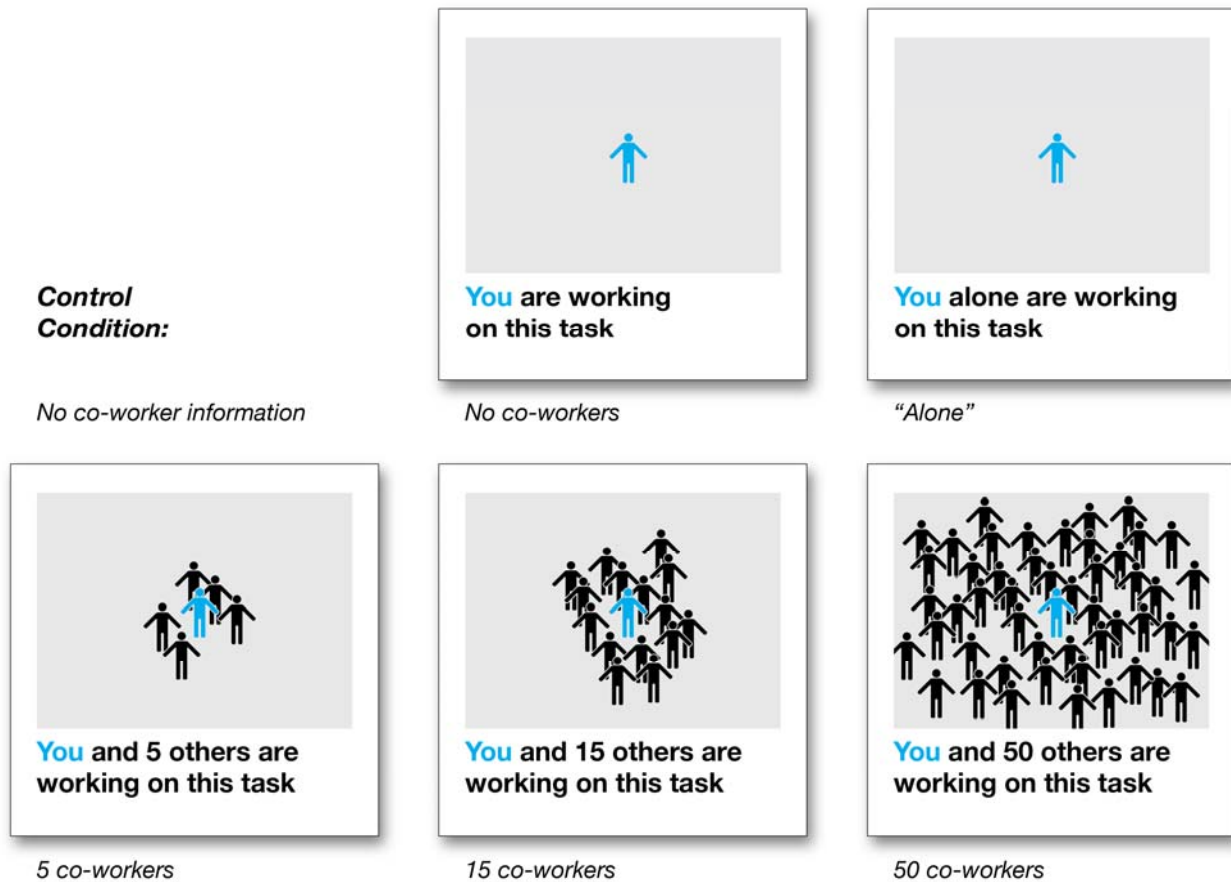 Control
Condition:
No co-worker information
You are working
on this task
No co-workers
You alone are working
on this task
“Alone”
You and 5 others are
working on this task
5 co-workers
You and 15 others are
working on this task
15 co-workers
You and 50 others are
working on this task
50 co-workers